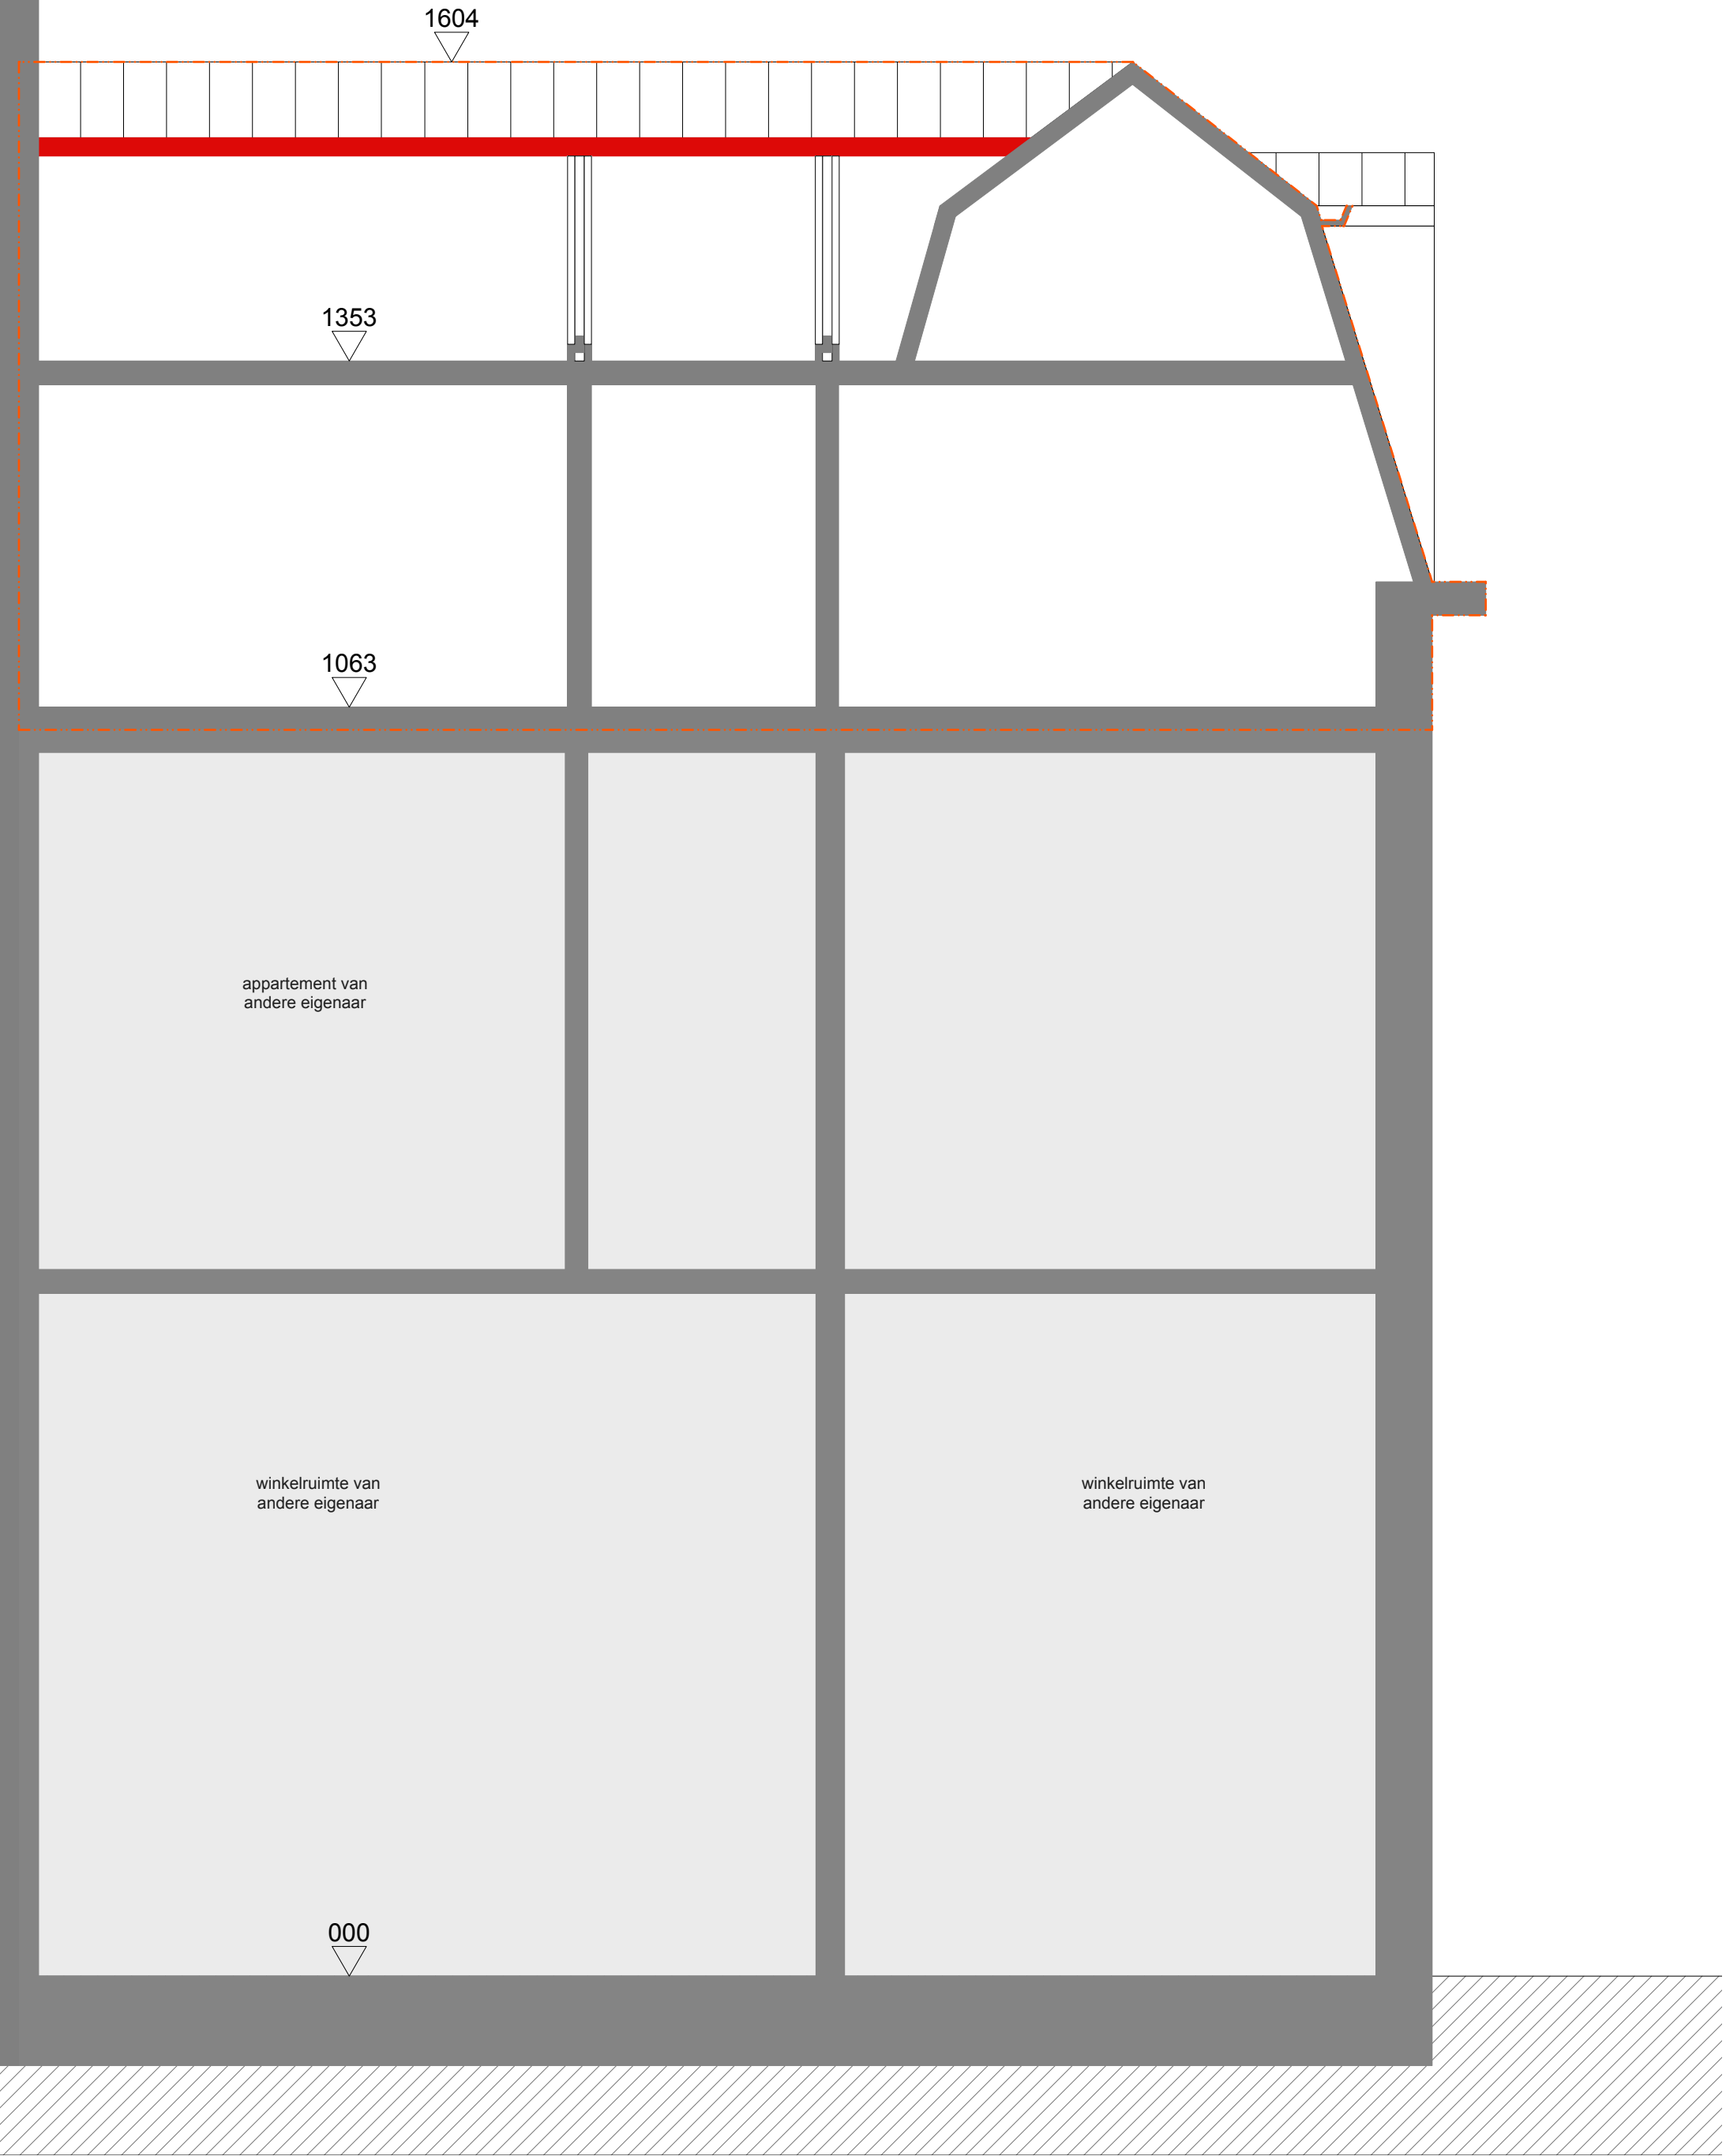 1604
1353
1063
appartement van
andere eigenaar
winkelruimte van
andere eigenaar
winkelruimte van
andere eigenaar
000